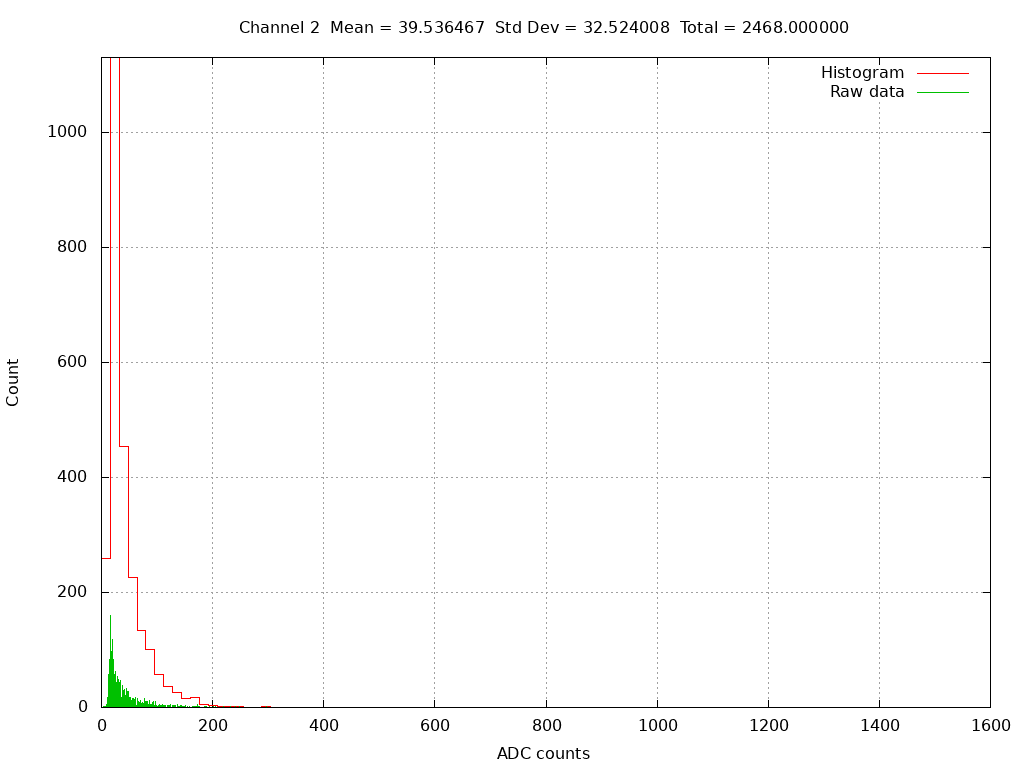 Channel 2  Mean = 39.536467  Std Dev = 32.524008  Total = 2468.000000
Histogram
Raw data
1000
800
600
400
200
0
Count
0 200 400 600 800 1000 1200 1400 1600
ADC counts